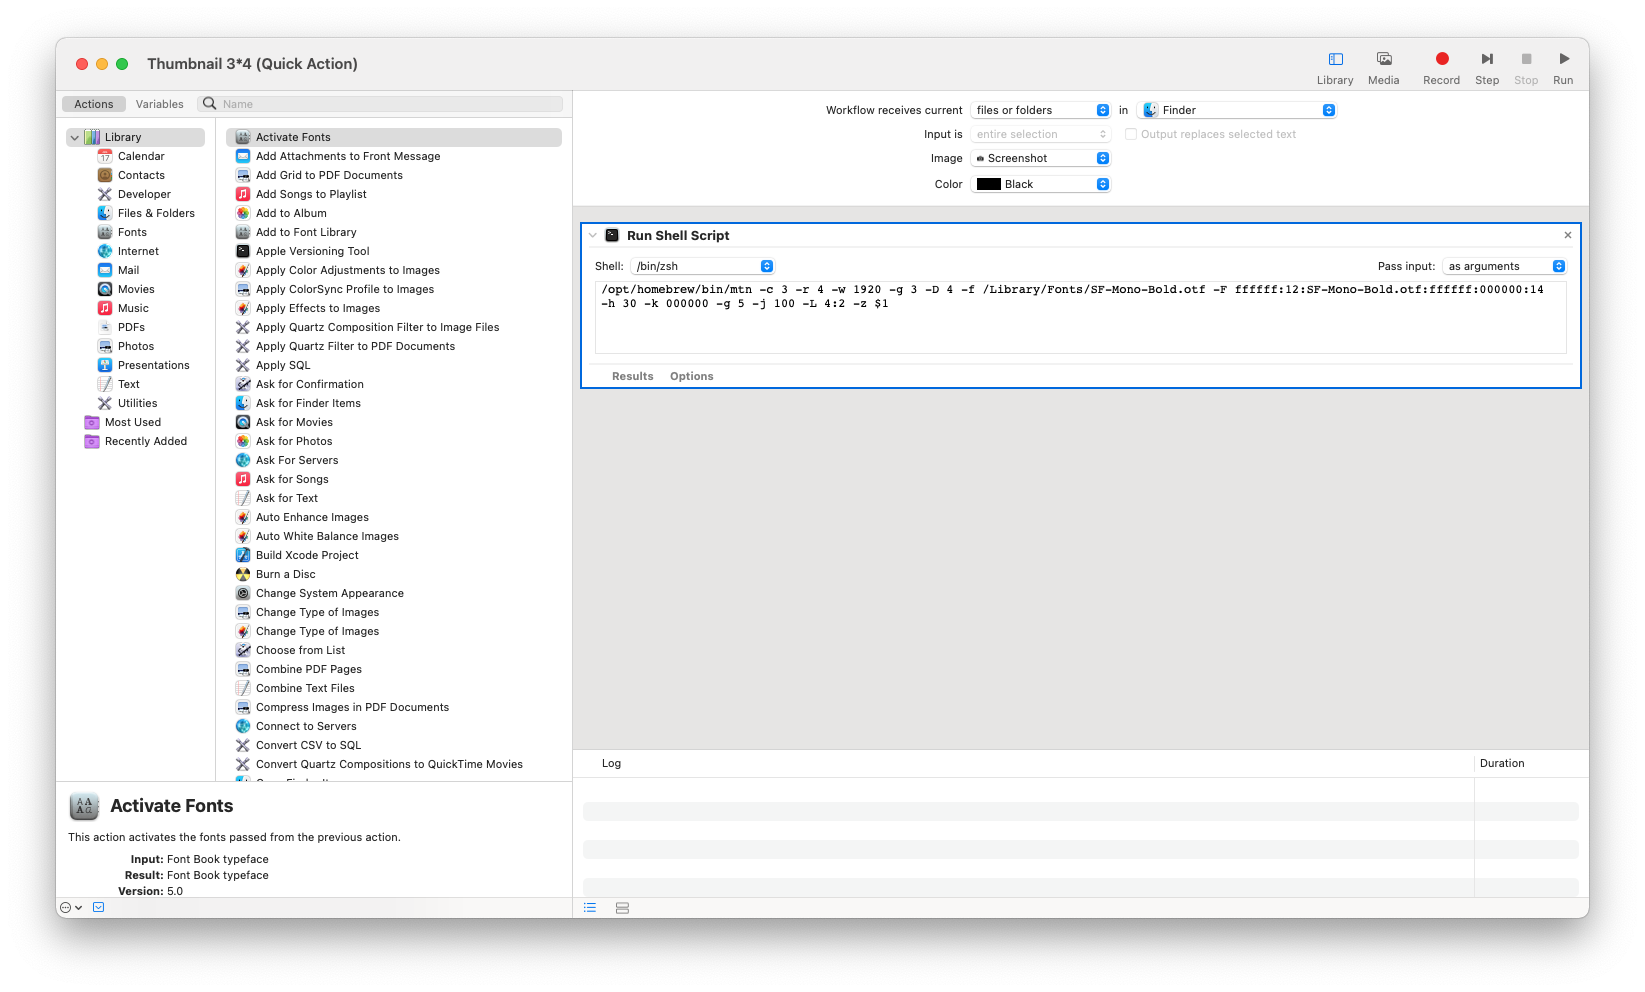 Thumbnail 3*4 (Quick Action)
Library
Media
Record
Step
Stop
Run
Actions
Variables
Name
Library
Calendar
Contacts
Developer
Files & Folders
Fonts
Internet
Mail
Movies
Music
PDFs
Photos
Presentations
Text
Utilities
Most Used
Recently Added
Activate Fonts
Add Attachments to Front Message
Add Grid to PDF Documents
Add Songs to Playlist
Add to Album
Add to Font Library
Apple Versioning Tool
Apply Color Adjustments to Images
Apply ColorSync Profile to Images
Apply Effects to Images
Apply Quartz Composition Filter to Image Files
Apply Quartz Filter to PDF Documents
Apply SQL
Ask for Confirmation
Ask for Finder Items
Ask for Movies
Ask for Photos
Ask For Servers
Ask for Songs
Ask for Text
Auto Enhance Images
Auto White Balance Images
Build Xcode Project
Burn a Disc
Change System Appearance
Change Type of Images
Change Type of Images
Choose from List
Combine PDF Pages
Combine Text Files
Compress Images in PDF Documents
Connect to Servers
Convert CSV to SQL
Convert Quartz Compositions to QuickTime Movies
Activate Fonts
This action activates the fonts passed from the previous action.
Input: Font Book typeface
Result: Font Book typeface
Version: 5.0
Workflow receives current files or folders in Finder
Input is entire selection Output replaces selected text
Image Screenshot
Color Black
Run Shell Script
Shell: /bin/zsh Pass input: as arguments
/opt/homebrew/bin/mtn -c 3 -r 4 -w 1920 -g 3 -D 4 -f /Library/Fonts/SF-Mono-Bold.otf -F ffffff:12:SF-Mono-Bold.otf:ffffff:000000:14
-h 30 -k 000000 -g 5 -j 100 -L 4:2 -z $1
Results Options
Log Duration